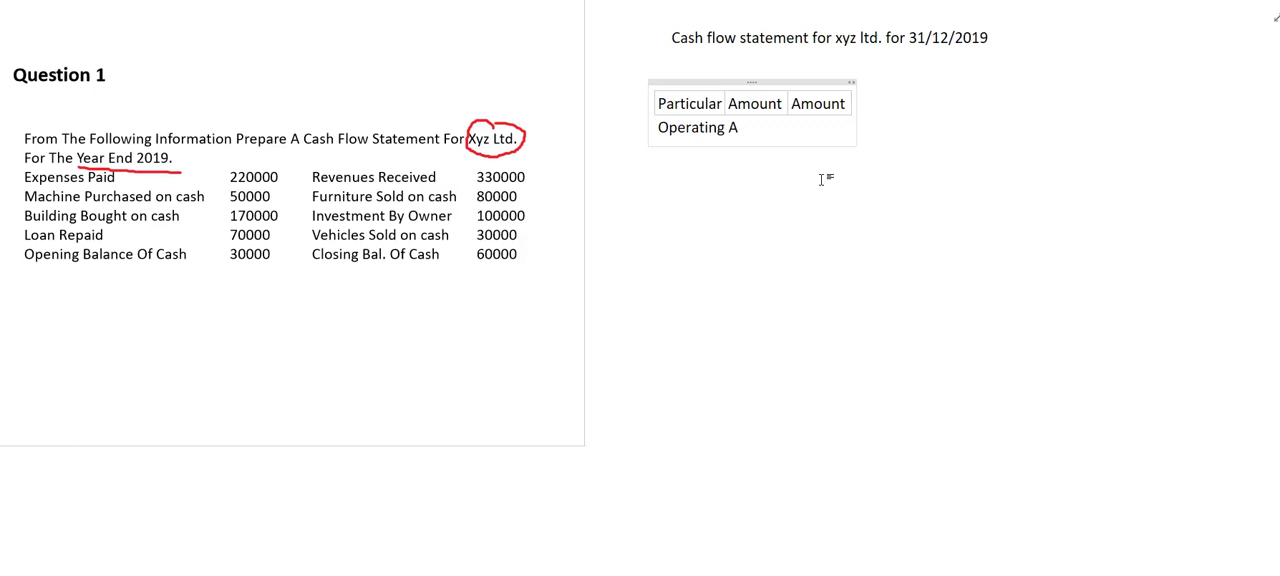 Question 1
From The Following Information Prepare A Cash Flow Statement For Xyz Ltd.
For The Year End 2019.
Expenses Paid 220000 Revenues Received 330000
Machine Purchased on cash 50000 Furniture Sold on cash 80000
Building Bought on cash 170000 Investment By Owner 100000
Loan Repaid 70000 Vehicles Sold on cash 30000
Opening Balance Of Cash 30000 Closing Bal. Of Cash 60000
Cash flow statement for xyz ltd. for 31/12/2019
Particular Amount Amount
Operating A